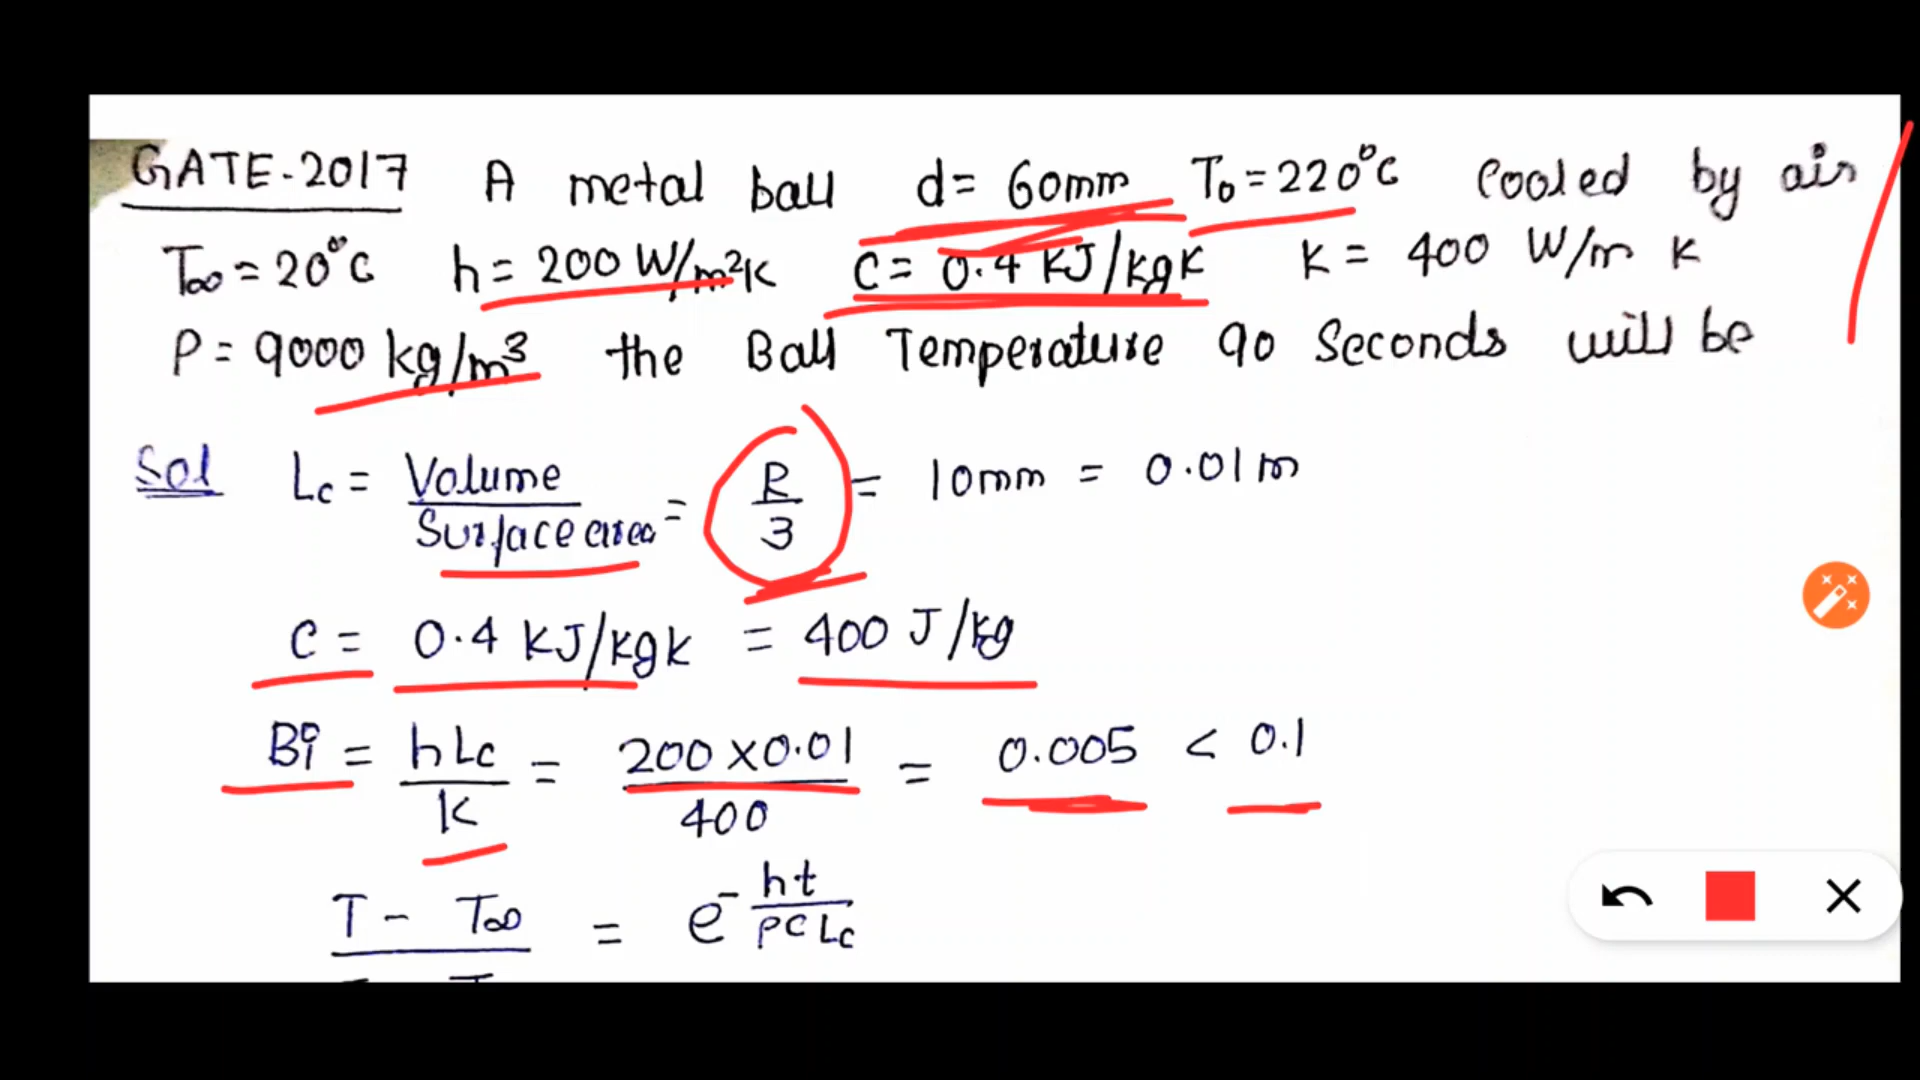 GATE-2017 A metal ball d = 60mm T₀ = 220°C Cooled by air
T∞ = 20°C h = 200 W/m²K C = 0.4 KJ/kgK K = 400 W/m K
ρ = 9000 kg/m³ the Ball Temperature 90 Seconds will be
Sol Lc = Volume / Surface area = R / 3 = 10mm = 0.01m
C = 0.4 KJ/kgk = 400 J/kg
Bi = hLc / K = 200 X 0.01 / 400 = 0.005 < 0.1
T - T∞ = e^- ht / ρCLc